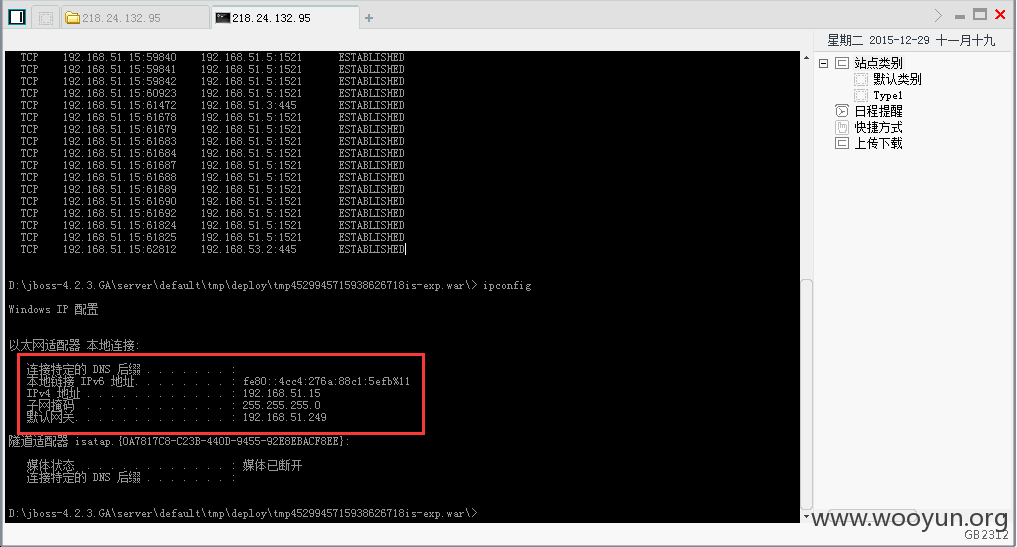 218.24.132.95
218.24.132.95
星期二 2015-12-29 十一月十九
TCP 192.168.51.15:59840 192.168.51.5:1521 ESTABLISHED
TCP 192.168.51.15:59841 192.168.51.5:1521 ESTABLISHED
TCP 192.168.51.15:59842 192.168.51.5:1521 ESTABLISHED
TCP 192.168.51.15:60923 192.168.51.5:1521 ESTABLISHED
TCP 192.168.51.15:61472 192.168.51.3:445 ESTABLISHED
TCP 192.168.51.15:61678 192.168.51.5:1521 ESTABLISHED
TCP 192.168.51.15:61679 192.168.51.5:1521 ESTABLISHED
TCP 192.168.51.15:61683 192.168.51.5:1521 ESTABLISHED
TCP 192.168.51.15:61684 192.168.51.5:1521 ESTABLISHED
TCP 192.168.51.15:61687 192.168.51.5:1521 ESTABLISHED
TCP 192.168.51.15:61688 192.168.51.5:1521 ESTABLISHED
TCP 192.168.51.15:61689 192.168.51.5:1521 ESTABLISHED
TCP 192.168.51.15:61690 192.168.51.5:1521 ESTABLISHED
TCP 192.168.51.15:61692 192.168.51.5:1521 ESTABLISHED
TCP 192.168.51.15:61824 192.168.51.5:1521 ESTABLISHED
TCP 192.168.51.15:61825 192.168.51.5:1521 ESTABLISHED
TCP 192.168.51.15:62812 192.168.53.2:445 ESTABLISHED
D:\jboss-4.2.3.GA\server\default\tmp\deploy\tmp4529945715938626718is-exp.war\> ipconfig
Windows IP 配置
以太网适配器 本地连接:
连接特定的 DNS 后缀 . . . . . . . :
本地链接 IPv6 地址. . . . . . . . : fe80::4cc4:276a:88c1:5efb%11
IPv4 地址 . . . . . . . . . . . . : 192.168.51.15
子网掩码 . . . . . . . . . . . . : 255.255.255.0
默认网关. . . . . . . . . . . . . : 192.168.51.249
隧道适配器 isatap.{0A7817C8-C23B-440D-9455-92E8EBACF8EE}:
媒体状态 . . . . . . . . . . . . : 媒体已断开
连接特定的 DNS 后缀 . . . . . . . :
D:\jboss-4.2.3.GA\server\default\tmp\deploy\tmp4529945715938626718is-exp.war\>
站点类别
默认类别
Type1
日程提醒
快捷方式
上传下载
www.wooyun.org
GB2312